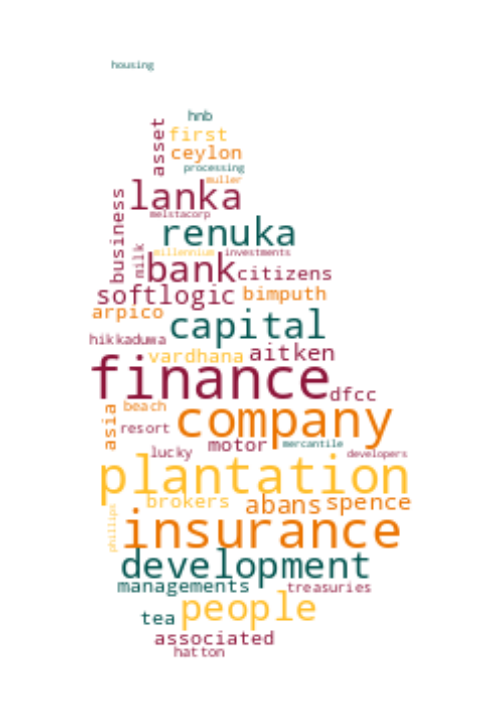 housing
hnb
asset
first
ceylon
processing
muller
lanka
business
melstacorp
renuka
millennium
investments
milk
bank
citizens
softlogic
bimputh
arpico
capital
hikkaduwa
vardhana
aitken
finance
dfcc
asia
beach
company
resort
motor
mercantile
lucky
developers
plantation
brokers
abans
spence
phillips
insurance
development
managements
treasuries
people
tea
associated
hatton